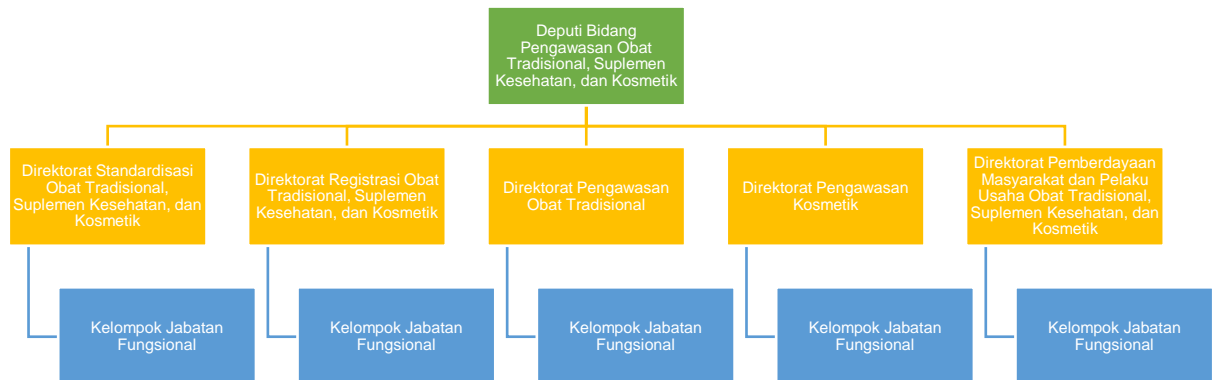 Deputi Bidang
Pengawasan Obat
Tradisional, Suplemen
Kesehatan, dan Kosmetik
Direktorat Standardisasi
Obat Tradisional,
Suplemen Kesehatan, dan
Kosmetik
Direktorat Registrasi Obat
Tradisional, Suplemen
Kesehatan, dan Kosmetik
Direktorat Pengawasan
Obat Tradisional
Direktorat Pengawasan
Kosmetik
Direktorat Pemberdayaan
Masyarakat dan Pelaku
Usaha Obat Tradisional,
Suplemen Kesehatan, dan
Kosmetik
Kelompok Jabatan
Fungsional
Kelompok Jabatan
Fungsional
Kelompok Jabatan
Fungsional
Kelompok Jabatan
Fungsional
Kelompok Jabatan
Fungsional